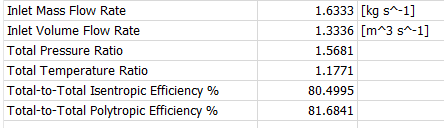 Inlet Mass Flow Rate 1.6333 [kg s^-1]
Inlet Volume Flow Rate 1.3336 [m^3 s^-1]
Total Pressure Ratio 1.5681
Total Temperature Ratio 1.1771
Total-to-Total Isentropic Efficiency % 80.4995
Total-to-Total Polytropic Efficiency % 81.6841